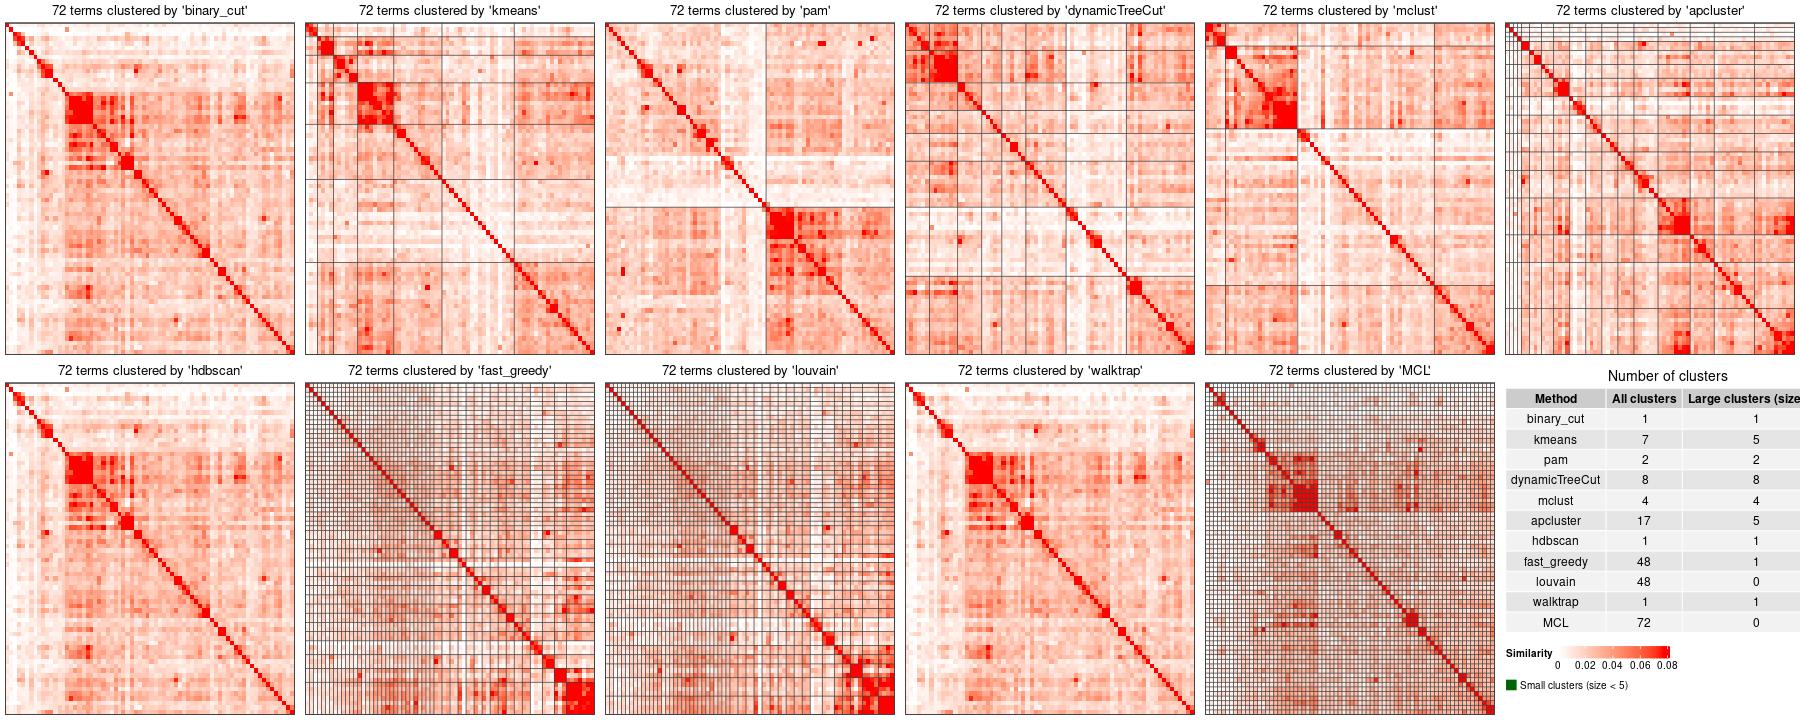 72 terms clustered by 'binary_cut'
72 terms clustered by 'kmeans'
72 terms clustered by 'pam'
72 terms clustered by 'dynamicTreeCut'
72 terms clustered by 'mclust'
72 terms clustered by 'apcluster'
72 terms clustered by 'hdbscan'
72 terms clustered by 'fast_greedy'
72 terms clustered by 'louvain'
72 terms clustered by 'walktrap'
72 terms clustered by 'MCL'
Number of clusters
Method All clusters Large clusters (size
binary_cut 1 1
kmeans 7 5
pam 2 2
dynamicTreeCut 8 8
mclust 4 4
apcluster 17 5
hdbscan 1 1
fast_greedy 48 1
louvain 48 0
walktrap 1 1
MCL 72 0
Similarity
0 0.02 0.04 0.06 0.08
Small clusters (size < 5)